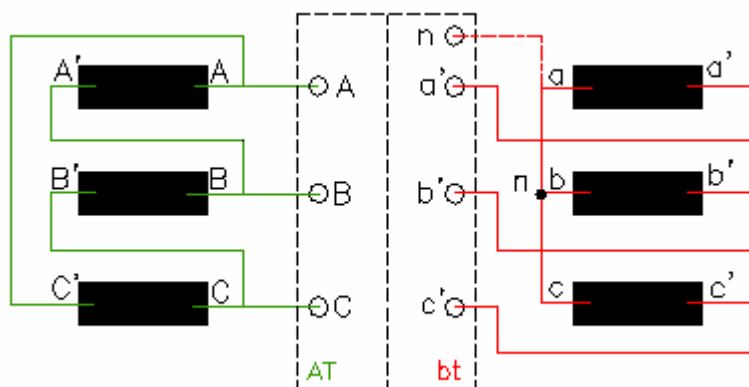 n
A' A A a' a a'
B' B B b' n b b'
C' C C c' c c'
AT bt